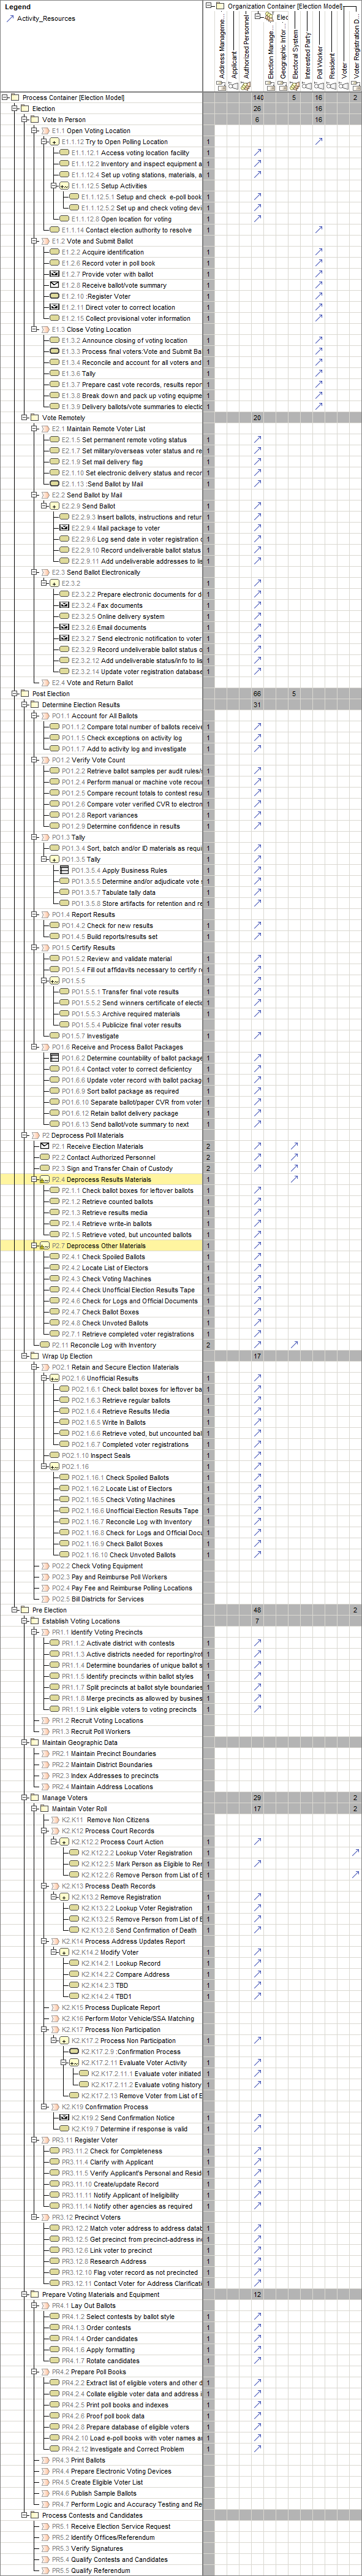 Legend
Activity_Resources
Organization Container [Election Model]
Address Manageme...
Applicant
Authorized Personnel
Elec
Election Manage...
Geographic Infor...
Electoral System
Interested Party
Poll Worker
Resident
Voter
Voter Registration D...
Process Container [Election Model] 5 16 2
Election 26 16
Vote In Person 6 16
E1.1 Open Voting Location
E1.1.12 Try to Open Polling Location 1
E1.1.12.1 Access voting location facility 1
E1.1.12.2 Inventory and inspect equipment a 1
E1.1.12.4 Set up voting stations, materials, a 1
E1.1.12.5 Setup Activities 1
E1.1.12.5.1 Setup and check e-poll book 1
E1.1.12.5.2 Set up and check voting devi 1
E1.1.12.8 Open location for voting 1
E1.1.14 Contact election authority to resolve 1
E1.2 Vote and Submit Ballot
E1.2.2 Acquire identification 1
E1.2.6 Record voter in poll book 1
E1.2.7 Provide voter with ballot 1
E1.2.8 Receive ballot/vote summary 1
E1.2.10 :Register Voter 1
E1.2.11 Direct voter to correct location 1
E1.2.15 Collect provisional voter information 1
E1.3 Close Voting Location
E1.3.2 Announce closing of voting location 1
E1.3.3 Process final voters:Vote and Submit Ba 1
E1.3.4 Reconcile and account for all voters and 1
E1.3.6 Tally 1
E1.3.7 Prepare cast vote records, results repor 1
E1.3.8 Break down and pack up voting equipme 1
E1.3.9 Delivery ballots/vote summaries to electio 1
Vote Remotely 20
E2.1 Maintain Remote Voter List
E2.1.5 Set permanent remote voting status 1
E2.1.7 Set military/overseas voter status and re 1
E2.1.9 Set mail delivery flag 1
E2.1.10 Set electronic delivery status and recor 1
E2.1.13 :Send Ballot by Mail 1
E2.2 Send Ballot by Mail
E2.2.9 Send Ballot 1
E2.2.9.3 Insert ballots, instructions and retur 1
E2.2.9.4 Mail package to voter 1
E2.2.9.6 Log send date in voter registration d 1
E2.2.9.10 Record undeliverable ballot status 1
E2.2.9.11 Add undeliverable addresses to li 1
E2.3 Send Ballot Electronically
E2.3.2 1
E2.3.2.2 Prepare electronic documents for d 1
E2.3.2.4 Fax documents 1
E2.3.2.5 Online delivery system 1
E2.3.2.6 Email documents 1
E2.3.2.7 Send electronic notification to voter 1
E2.3.2.9 Record undeliverable ballot status o 1
E2.3.2.12 Add undeliverable status/info to lis 1
E2.3.2.14 Update voter registration database 1
E2.4 Vote and Return Ballot
Post Election 66 5
Determine Election Results 31
PO1.1 Account for All Ballots
PO1.1.2 Compare total number of ballots receiv 1
PO1.1.5 Check exceptions on activity log 1
PO1.1.7 Add to activity log and investigate 1
PO1.2 Verify Vote Count
PO1.2.2 Retrieve ballot samples per audit rules/ 1
PO1.2.4 Perform manual or machine vote recou 1
PO1.2.5 Compare recount totals to contest resu 1
PO1.2.6 Compare voter verified CVR to electron 1
PO1.2.8 Report variances 1
PO1.2.9 Determine confidence in results 1
PO1.3 Tally
PO1.3.4 Sort, batch and/or ID materials as requi 1
PO1.3.5 Tally 1
PO1.3.5.4 Apply Business Rules 1
PO1.3.5.5 Determine and/or adjudicate vote 1
PO1.3.5.7 Tabulate tally data 1
PO1.3.5.8 Store artifacts for retention and re 1
PO1.4 Report Results
PO1.4.2 Check for new results 1
PO1.4.5 Build reports/results set 1
PO1.5 Certify Results
PO1.5.2 Review and validate material 1
PO1.5.4 Fill out affidavits necessary to certify r 1
PO1.5.5 1
PO1.5.5.1 Transfer final vote results 1
PO1.5.5.2 Send winners certificate of electio 1
PO1.5.5.3 Archive required materials 1
PO1.5.5.4 Publicize final vote results
PO1.5.7 Investigate 1
PO1.6 Receive and Process Ballot Packages
PO1.6.2 Determine countability of ballot package 1
PO1.6.4 Contact voter to correct deficientcy 1
PO1.6.6 Update voter record with ballot packag 1
PO1.6.9 Sort ballot package as required 1
PO1.6.10 Separate ballot/paper CVR from voter 1
PO1.6.12 Retain ballot delivery package 1
PO1.6.13 Send ballot/vote summary to next 1
P2 Deprocess Poll Materials
P2.1 Receive Election Materials 2
P2.2 Contact Authorized Personnel 2
P2.3 Sign and Transfer Chain of Custody 2
P2.4 Deprocess Results Materials 1
P2.1.1 Check ballot boxes for leftover ballots 1
P2.1.2 Retrieve counted ballots 1
P2.1.3 Retrieve results media 1
P2.1.4 Retrieve write-in ballots 1
P2.1.5 Retrieve voted, but uncounted ballots 1
P2.7 Deprocess Other Materials 1
P2.4.1 Check Spoiled Ballots 1
P2.4.2 Locate List of Electors 1
P2.4.3 Check Voting Machines 1
P2.4.4 Check Unofficial Election Results Tape 1
P2.4.6 Check for Logs and Official Documents 1
P2.4.7 Check Ballot Boxes 1
P2.4.8 Check Unvoted Ballots 1
P2.7.1 Retrieve completed voter registrations 1
P2.11 Reconcile Log with Inventory 2
Wrap Up Election 17
PO2.1 Retain and Secure Election Materials
PO2.1.6 Unofficial Results 1
PO2.1.6.1 Check ballot boxes for leftover ba 1
PO2.1.6.3 Retrieve regular ballots 1
PO2.1.6.4 Retrieve Results Media 1
PO2.1.6.5 Write In Ballots 1
PO2.1.6.6 Retrieve voted, but uncounted bal 1
PO2.1.6.7 Completed voter registrations 1
PO2.1.10 Inspect Seals 1
PO2.1.16 1
PO2.1.16.1 Check Spoiled Ballots 1
PO2.1.16.2 Locate List of Electors 1
PO2.1.16.5 Check Voting Machines 1
PO2.1.16.6 Unofficial Election Results Tape 1
PO2.1.16.7 Reconcile Log with Inventory 1
PO2.1.16.8 Check for Logs and Official Docu 1
PO2.1.16.9 Check Ballot Boxes 1
PO2.1.16.10 Check Unvoted Ballots 1
PO2.2 Check Voting Equipment
PO2.3 Pay and Reimburse Poll Workers
PO2.4 Pay Fee and Reimburse Polling Locations
PO2.5 Bill Districts for Services
Pre Election 48 2
Establish Voting Locations 7
PR1.1 Identify Voting Precincts
PR1.1.2 Activate district with contests 1
PR1.1.3 Active districts needed for reporting/rot 1
PR1.1.4 Determine boundaries of unique ballot s 1
PR1.1.5 Identify precincts within ballot styles 1
PR1.1.7 Split precincts at ballot style boundaries 1
PR1.1.8 Merge precincts as allowed by busines 1
PR1.1.9 Link eligible voters to voting precincts 1
PR1.2 Recruit Voting Locations
PR1.3 Recruit Poll Workers
Maintain Geographic Data
PR2.1 Maintain Precinct Boundaries
PR2.2 Maintain District Boundaries
PR2.3 Index Addresses to precincts
PR2.4 Maintain Address Locations
Manage Voters 29 2
Maintain Voter Roll 17 2
K2.K11 Remove Non Citizens
K2.K12 Process Court Records
K2.K12.2 Process Court Action 1
K2.K12.2.2 Lookup Voter Registration 1
K2.K12.2.5 Mark Person as Eligible to Re 1
K2.K12.2.6 Remove Person from List of E 1
K2.K13 Process Death Records
K2.K13.2 Remove Registration 1
K2.K13.2.2 Lookup Voter Registration 1
K2.K13.2.5 Remove Person from List of E 1
K2.K13.2.8 Send Confirmation of Death 1
K2.K14 Process Address Updates Report
K2.K14.2 Modify Voter 1
K2.K14.2.1 Lookup Record 1
K2.K14.2.2 Compare Address 1
K2.K14.2.3 TBD 1
K2.K14.2.4 TBD1 1
K2.K15 Process Duplicate Report
K2.K16 Perform Motor Vehicle/SSA Matching
K2.K17 Process Non Participation
K2.K17.2 Process Non Participation 1
K2.K17.2.9 :Confirmation Process
K2.K17.2.11 Evaluate Voter Activity 1
K2.K17.2.11.1 Evaluate voter initiated 1
K2.K17.2.11.2 Evaluate voting history 1
K2.K17.2.13 Remove Voter from List of E 1
K2.K19 Confirmation Process
K2.K19.2 Send Confirmation Notice 1
K2.K19.7 Determine if response is valid 1
PR3.11 Register Voter
PR3.11.2 Check for Completeness 1
PR3.11.4 Clarify with Applicant 1
PR3.11.5 Verify Applicant's Personal and Resid 1
PR3.11.10 Create/update Record 1
PR3.11.11 Notify Applicant of Ineligibility 1
PR3.11.14 Notify other agencies as required 1
PR3.12 Precinct Voters
PR3.12.2 Match voter address to address datab 1
PR3.12.5 Get precinct from precinct-address in 1
PR3.12.6 Link voter to precinct 1
PR3.12.8 Research Address 1
PR3.12.10 Flag voter record as not precincted 1
PR3.12.11 Contact Voter for Address Clarificati 1
Prepare Voting Materials and Equipment 12
PR4.1 Lay Out Ballots
PR4.1.2 Select contests by ballot style 1
PR4.1.3 Order contests 1
PR4.1.4 Order candidates 1
PR4.1.6 Apply formatting 1
PR4.1.7 Rotate candidates 1
PR4.2 Prepare Poll Books
PR4.2.2 Extract list of eligible voters and other d 1
PR4.2.4 Collate eligible voter data and address i 1
PR4.2.5 Print poll books and indexes 1
PR4.2.6 Proof poll book data 1
PR4.2.8 Prepare database of eligible voters 1
PR4.2.10 Load e-poll books with voter names a 1
PR4.2.12 Investigate and Correct Problem 1
PR4.3 Print Ballots
PR4.4 Prepare Electronic Voting Devices
PR4.5 Create Eligible Voter List
PR4.6 Publish Sample Ballots
PR4.7 Perform Logic and Accuracy Testing and Re
Process Contests and Candidates
PR5.1 Receive Election Service Request
PR5.2 Identify Offices/Referendum
PR5.3 Verify Signatures
PR5.4 Qualify Contests and Candidates
PR5.5 Qualify Referendum